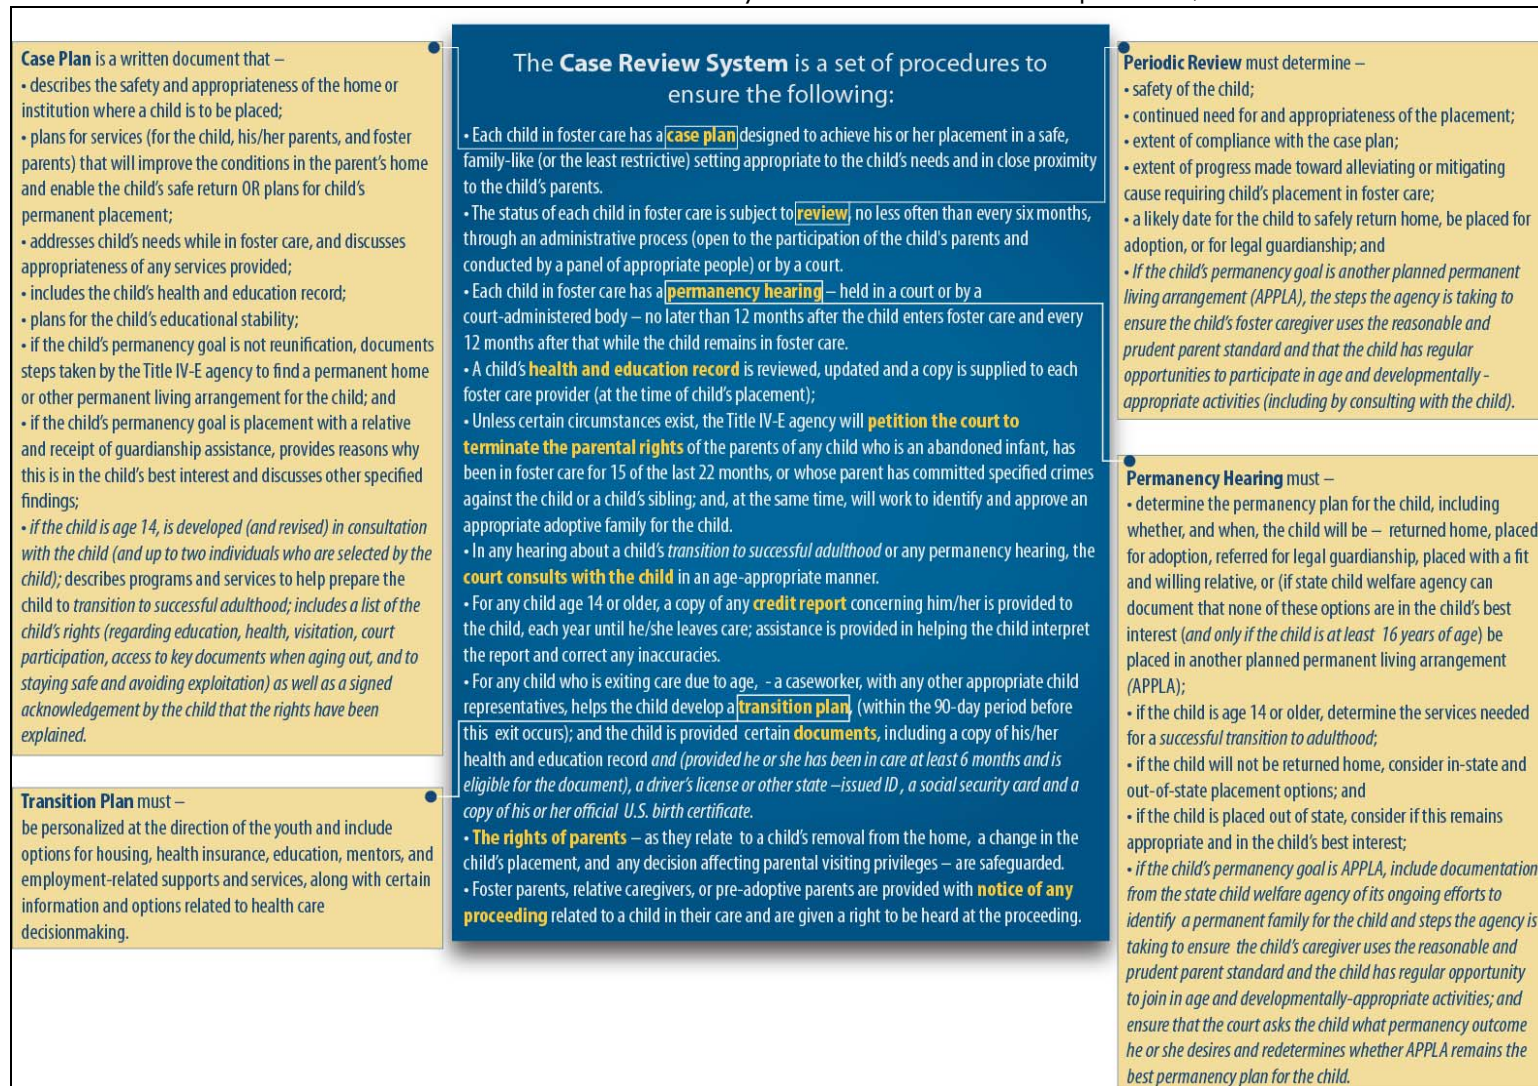 Case Plan is a written document that –
• describes the safety and appropriateness of the home or
institution where a child is to be placed;
• plans for services (for the child, his/her parents, and foster
parents) that will improve the conditions in the parent's home
and enable the child's safe return OR plans for child's
permanent placement;
• addresses child's needs while in foster care, and discusses
appropriateness of any services provided;
• includes the child's health and education record;
• plans for the child's educational stability;
• if the child's permanency goal is not reunification, documents
steps taken by the Title IV-E agency to find a permanent home
or other permanent living arrangement for the child; and
• if the child's permanency goal is placement with a relative
and receipt of guardianship assistance, provides reasons why
this is in the child's best interest and discusses other specified
findings;
• if the child is age 14, is developed (and revised) in consultation
with the child (and up to two individuals who are selected by the
child); describes programs and services to help prepare the
child to transition to successful adulthood; includes a list of the
child's rights (regarding education, health, visitation, court
participation, access to key documents when aging out, and to
staying safe and avoiding exploitation) as well as a signed
acknowledgement by the child that the rights have been
explained.
Transition Plan must –
be personalized at the direction of the youth and include
options for housing, health insurance, education, mentors, and
employment-related supports and services, along with certain
information and options related to health care
decisionmaking.
The Case Review System is a set of procedures to
ensure the following:
• Each child in foster care has a case plan designed to achieve his or her placement in a safe,
family-like (or the least restrictive) setting appropriate to the child's needs and in close proximity
to the child's parents.
• The status of each child in foster care is subject to review, no less often than every six months,
through an administrative process (open to the participation of the child's parents and
conducted by a panel of appropriate people) or by a court.
• Each child in foster care has a permanency hearing – held in a court or by a
court-administered body – no later than 12 months after the child enters foster care and every
12 months after that while the child remains in foster care.
• A child's health and education record is reviewed, updated and a copy is supplied to each
foster care provider (at the time of child's placement);
• Unless certain circumstances exist, the Title IV-E agency will petition the court to
terminate the parental rights of the parents of any child who is an abandoned infant, has
been in foster care for 15 of the last 22 months, or whose parent has committed specified crimes
against the child or a child's sibling; and, at the same time, will work to identify and approve an
appropriate adoptive family for the child.
• In any hearing about a child's transition to successful adulthood or any permanency hearing, the
court consults with the child in an age-appropriate manner.
• For any child age 14 or older, a copy of any credit report concerning him/her is provided to
the child, each year until he/she leaves care; assistance is provided in helping the child interpret
the report and correct any inaccuracies.
• For any child who is exiting care due to age, - a caseworker, with any other appropriate child
representatives, helps the child develop a transition plan, (within the 90-day period before
this exit occurs); and the child is provided certain documents, including a copy of his/her
health and education record and (provided he or she has been in care at least 6 months and is
eligible for the document), a driver's license or other state –issued ID , a social security card and a
copy of his or her official U.S. birth certificate.
• The rights of parents – as they relate to a child's removal from the home, a change in the
child's placement, and any decision affecting parental visiting privileges – are safeguarded.
• Foster parents, relative caregivers, or pre-adoptive parents are provided with notice of any
proceeding related to a child in their care and are given a right to be heard at the proceeding.
Periodic Review must determine –
• safety of the child;
• continued need for and appropriateness of the placement;
• extent of compliance with the case plan;
• extent of progress made toward alleviating or mitigating
cause requiring child's placement in foster care;
• a likely date for the child to safely return home, be placed for
adoption, or for legal guardianship; and
• If the child's permanency goal is another planned permanent
living arrangement (APPLA), the steps the agency is taking to
ensure the child's foster caregiver uses the reasonable and
prudent parent standard and that the child has regular
opportunities to participate in age and developmentally -
appropriate activities (including by consulting with the child).
Permanency Hearing must –
• determine the permanency plan for the child, including
whether, and when, the child will be – returned home, placed
for adoption, referred for legal guardianship, placed with a fit
and willing relative, or (if state child welfare agency can
document that none of these options are in the child's best
interest (and only if the child is at least 16 years of age) be
placed in another planned permanent living arrangement
(APPLA);
• if the child is age 14 or older, determine the services needed
for a successful transition to adulthood;
• if the child will not be returned home, consider in-state and
out-of-state placement options; and
• if the child is placed out of state, consider if this remains
appropriate and in the child's best interest;
• if the child's permanency goal is APPLA, include documentation
from the state child welfare agency of its ongoing efforts to
identify a permanent family for the child and steps the agency is
taking to ensure the child's caregiver uses the reasonable and
prudent parent standard and the child has regular opportunity
to join in age and developmentally-appropriate activities; and
ensure that the court asks the child what permanency outcome
he or she desires and redetermines whether APPLA remains the
best permanency plan for the child.